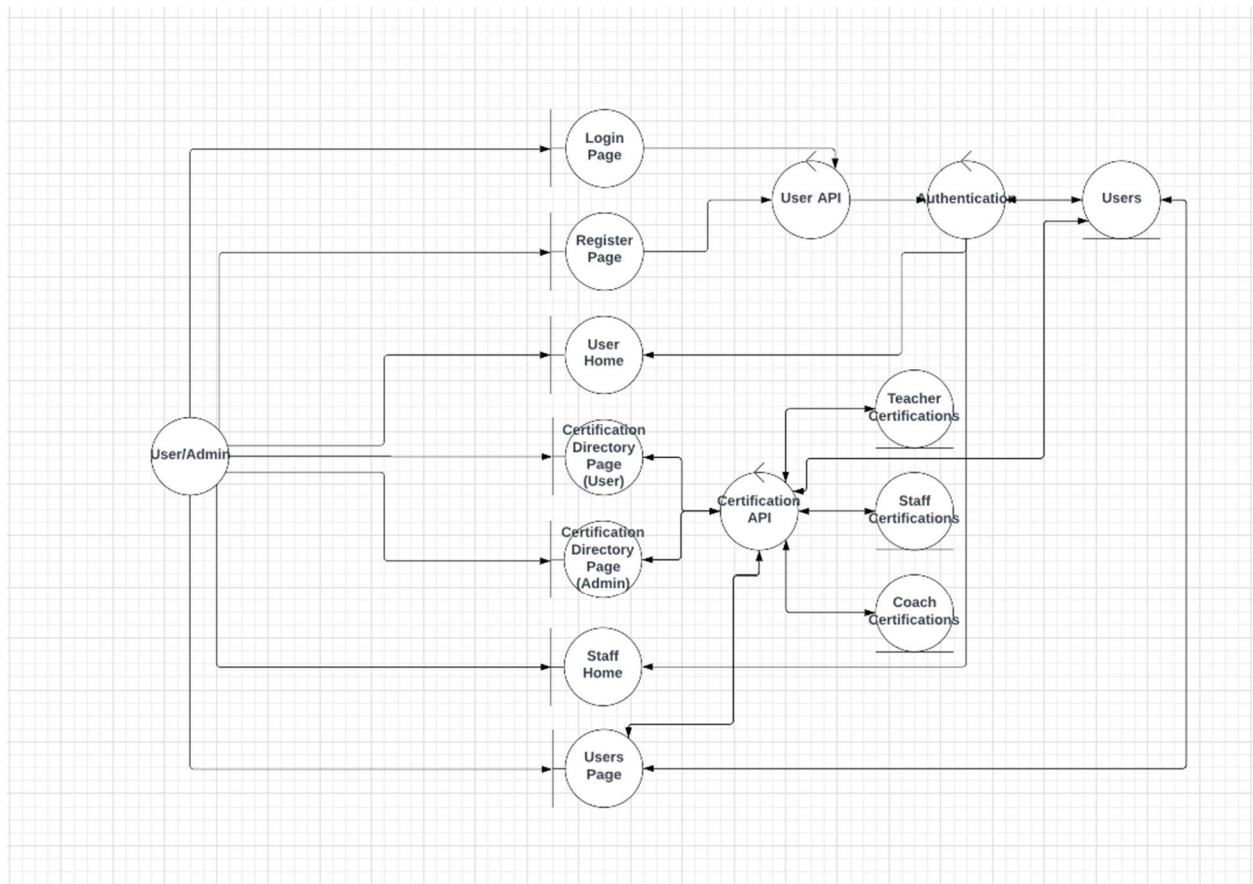 Login
Page
User API
Authentication
Users
Register
Page
User
Home
Teacher
Certifications
User/Admin
Certification
Directory
Page
(User)
Certification
API
Staff
Certifications
Certification
Directory
Page
(Admin)
Coach
Certifications
Staff
Home
Users
Page